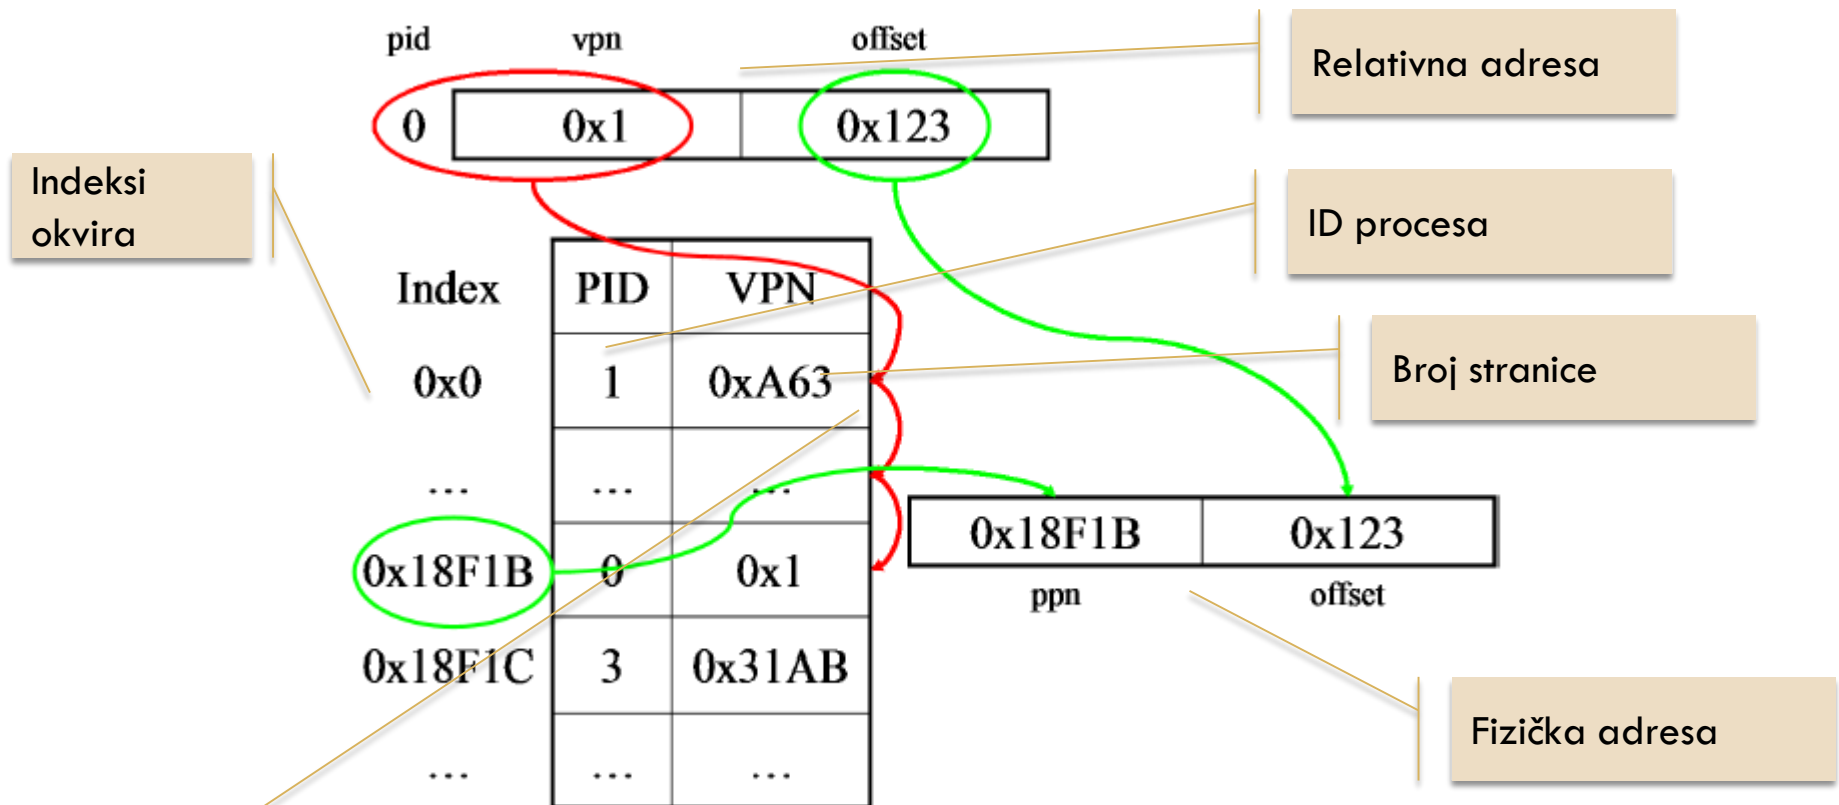 pid vpn offset
Relativna adresa
0 0x1 0x123
Indeksi
okvira
ID procesa
Index PID VPN
0x0 1 0xA63
Broj stranice
... ... ...
0x18F1B 0x123
0x18F1B 0 0x1
ppn offset
0x18F1C 3 0x31AB
Fizička adresa
... ... ...